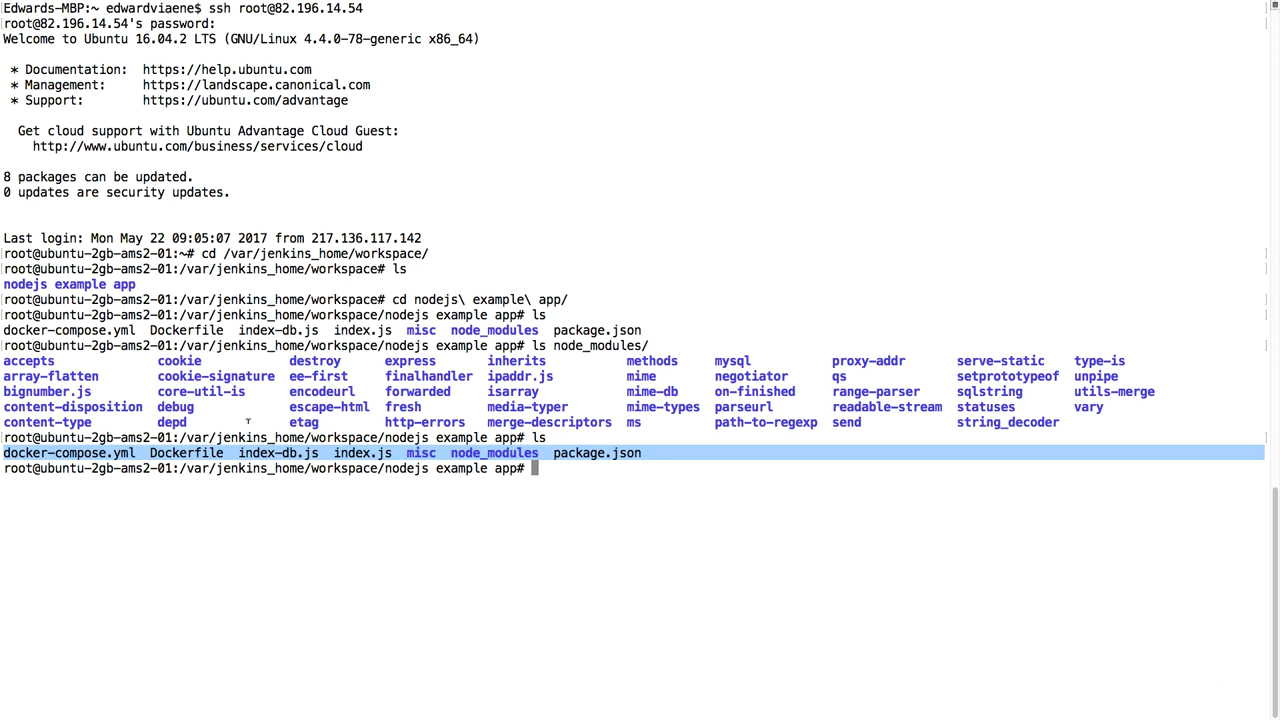 Edwards-MBP:~ edwardviaene$ ssh root@82.196.14.54
root@82.196.14.54's password:
Welcome to Ubuntu 16.04.2 LTS (GNU/Linux 4.4.0-78-generic x86_64)
* Documentation:  https://help.ubuntu.com
* Management:     https://landscape.canonical.com
* Support:        https://ubuntu.com/advantage
Get cloud support with Ubuntu Advantage Cloud Guest:
http://www.ubuntu.com/business/services/cloud
8 packages can be updated.
0 updates are security updates.
Last login: Mon May 22 09:05:07 2017 from 217.136.117.142
root@ubuntu-2gb-ams2-01:~# cd /var/jenkins_home/workspace/
root@ubuntu-2gb-ams2-01:/var/jenkins_home/workspace# ls
nodejs example app
root@ubuntu-2gb-ams2-01:/var/jenkins_home/workspace# cd nodejs\ example\ app/
root@ubuntu-2gb-ams2-01:/var/jenkins_home/workspace/nodejs example app# ls
docker-compose.yml  Dockerfile  index-db.js  index.js  misc  node_modules  package.json
root@ubuntu-2gb-ams2-01:/var/jenkins_home/workspace/nodejs example app# ls node_modules/
accepts  cookie  destroy  express  inherits  methods  mysql  proxy-addr  serve-static  type-is
array-flatten  cookie-signature  ee-first  finalhandler  ipaddr.js  mime  negotiator  qs  setprototypeof  unpipe
bignumber.js  core-util-is  encodeurl  forwarded  isarray  mime-db  on-finished  range-parser  sqlstring  utils-merge
content-disposition  debug  escape-html  fresh  media-typer  mime-types  parseurl  readable-stream  statuses  vary
content-type  depd  etag  http-errors  merge-descriptors  ms  path-to-regexp  send  string_decoder
root@ubuntu-2gb-ams2-01:/var/jenkins_home/workspace/nodejs example app# ls
docker-compose.yml  Dockerfile  index-db.js  index.js  misc  node_modules  package.json
root@ubuntu-2gb-ams2-01:/var/jenkins_home/workspace/nodejs example app#